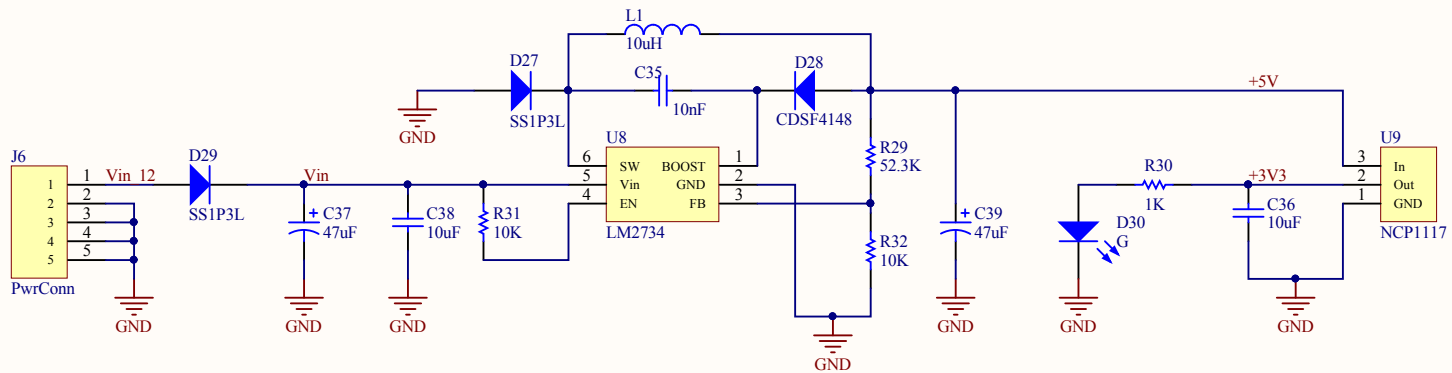 L1
10uH
D27
SS1P3L
C35
10nF
D28
CDSF4148
GND
+5V
J6
1
2
3
4
5
1
2
3
4
5
PwrConn
Vin_12
D29
SS1P3L
Vin
GND
C37
47uF
GND
C38
10uF
GND
R31
10K
U8
6
5
4
SW
Vin
EN
BOOST
GND
FB
1
2
3
LM2734
R29
52.3K
R32
10K
GND
C39
47uF
GND
D30
G
GND
R30
1K
+3V3
C36
10uF
GND
U9
3
2
1
In
Out
GND
NCP1117